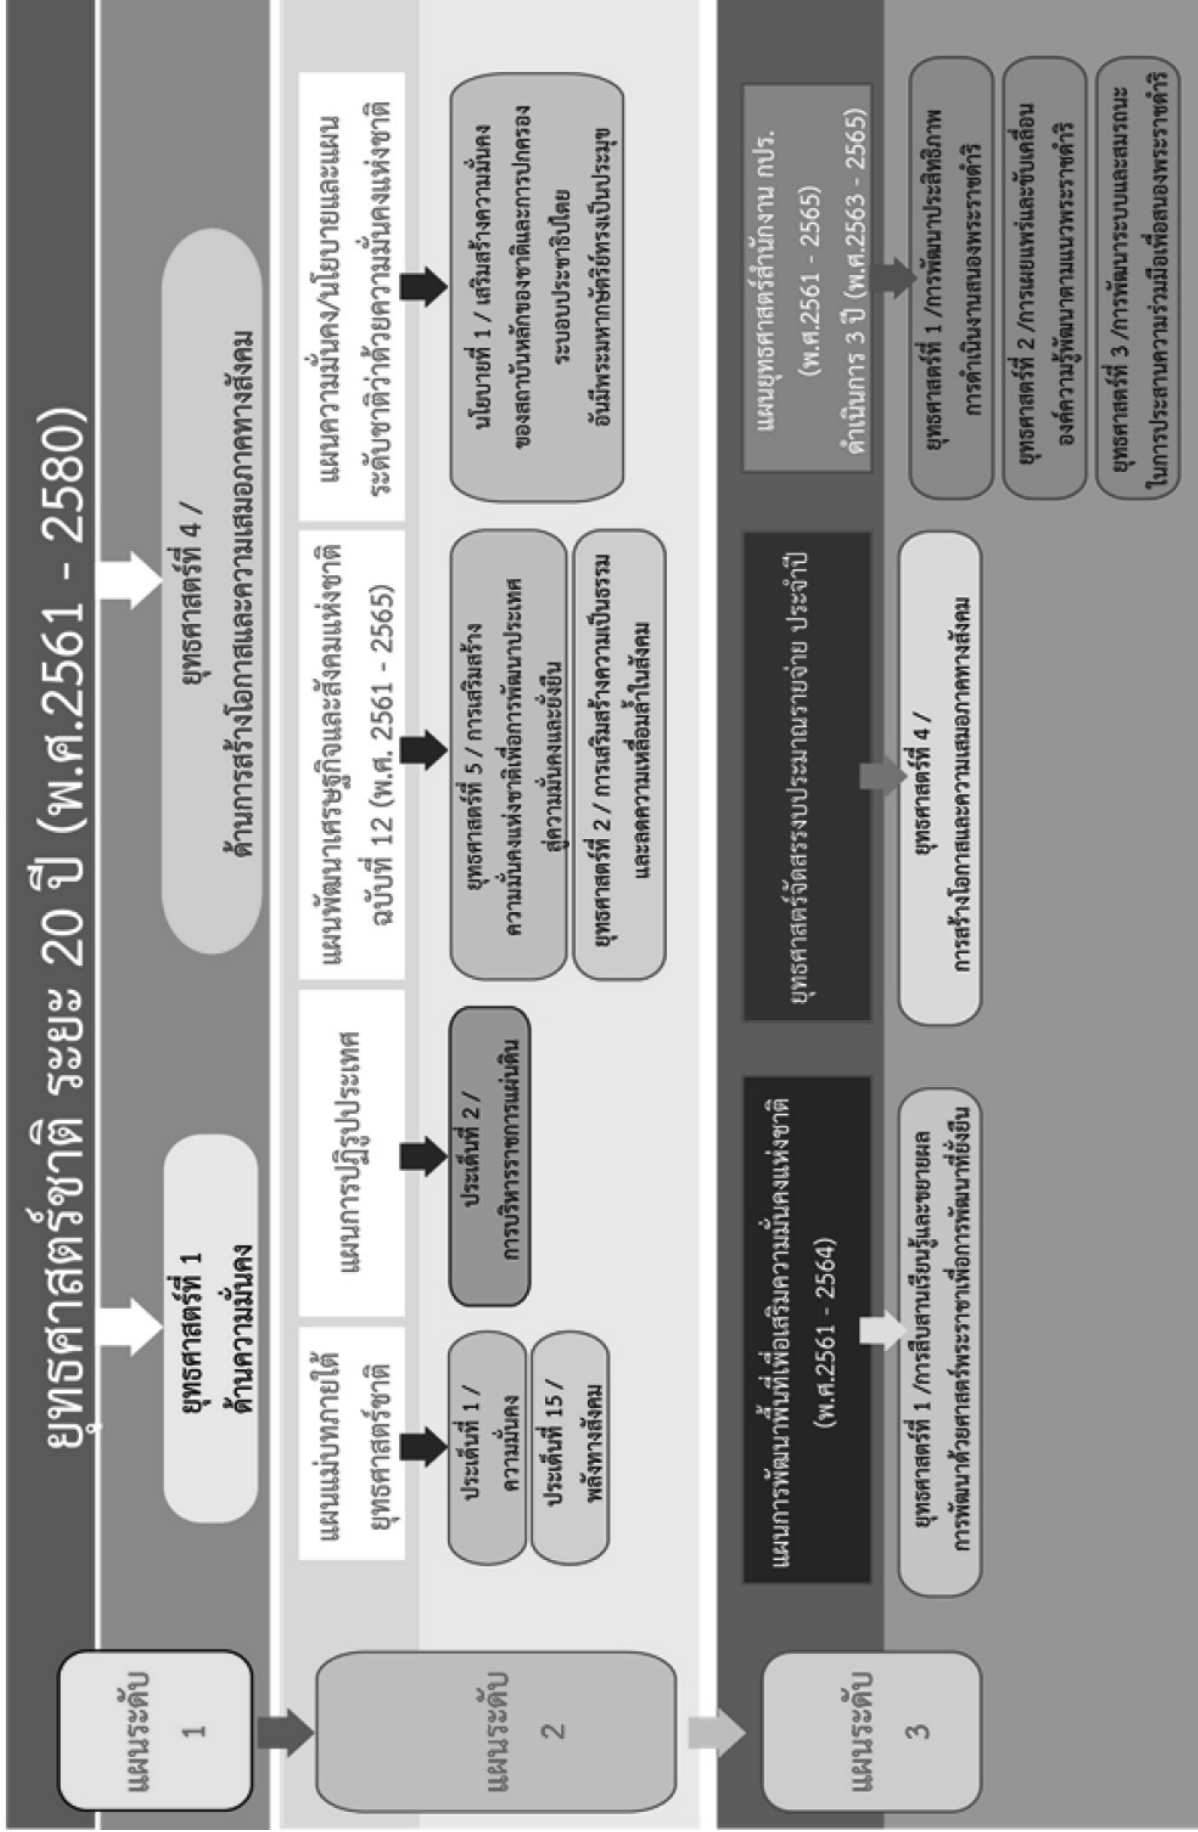 ยุทธศาสตร์ชาติ ระยะ 20 ปี (พ.ศ.2561 - 2580)
แผนระดับ
1
ยุทธศาสตร์ที่ 1
ด้านความมั่นคง
ยุทธศาสตร์ที่ 4 /
ด้านการสร้างโอกาสและความเสมอภาคทางสังคม
แผนระดับ
2
แผนแม่บทภายใต้
ยุทธศาสตร์ชาติ
ประเด็นที่ 1 /
ความมั่นคง
ประเด็นที่ 15 /
พลังทางสังคม
แผนการปฏิรูปประเทศ
ประเด็นที่ 2 /
การบริหารราชการแผ่นดิน
แผนพัฒนาเศรษฐกิจและสังคมแห่งชาติ
ฉบับที่ 12 (พ.ศ. 2561 - 2565)
ยุทธศาสตร์ที่ 5 / การเสริมสร้าง
ความมั่นคงแห่งชาติเพื่อการพัฒนาประเทศ
สู่ความมั่นคงและยั่งยืน
ยุทธศาสตร์ที่ 2 / การเสริมสร้างความเป็นธรรม
และลดความเหลื่อมล้ำในสังคม
แผนความมั่นคง/นโยบายและแผน
ระดับชาติว่าด้วยความมั่นคงแห่งชาติ
นโยบายที่ 1 / เสริมสร้างความมั่นคง
ของสถาบันหลักของชาติและการปกครอง
ระบอบประชาธิปไตย
อันมีพระมหากษัตริย์ทรงเป็นประมุข
แผนระดับ
3
แผนการพัฒนาพื้นที่เพื่อเสริมความมั่นคงแห่งชาติ
(พ.ศ.2561 - 2564)
ยุทธศาสตร์ที่ 1 /การสืบสานเรียนรู้และขยายผล
การพัฒนาด้วยศาสตร์พระราชาเพื่อการพัฒนาที่ยั่งยืน
ยุทธศาสตร์จัดสรรงบประมาณรายจ่าย ประจำปี
ยุทธศาสตร์ที่ 4 /
การสร้างโอกาสและความเสมอภาคทางสังคม
แผนยุทธศาสตร์สำนักงาน กปร.
(พ.ศ.2561 - 2565)
ดำเนินการ 3 ปี (พ.ศ.2563 - 2565)
ยุทธศาสตร์ที่ 1 /การพัฒนาประสิทธิภาพ
การดำเนินงานสนองพระราชดำริ
ยุทธศาสตร์ที่ 2 /การเผยแพร่และขับเคลื่อน
องค์ความรู้พัฒนาตามแนวพระราชดำริ
ยุทธศาสตร์ที่ 3 /การพัฒนาระบบและสมรถนะ
ในการประสานความร่วมมือเพื่อสนองพระราชดำริ